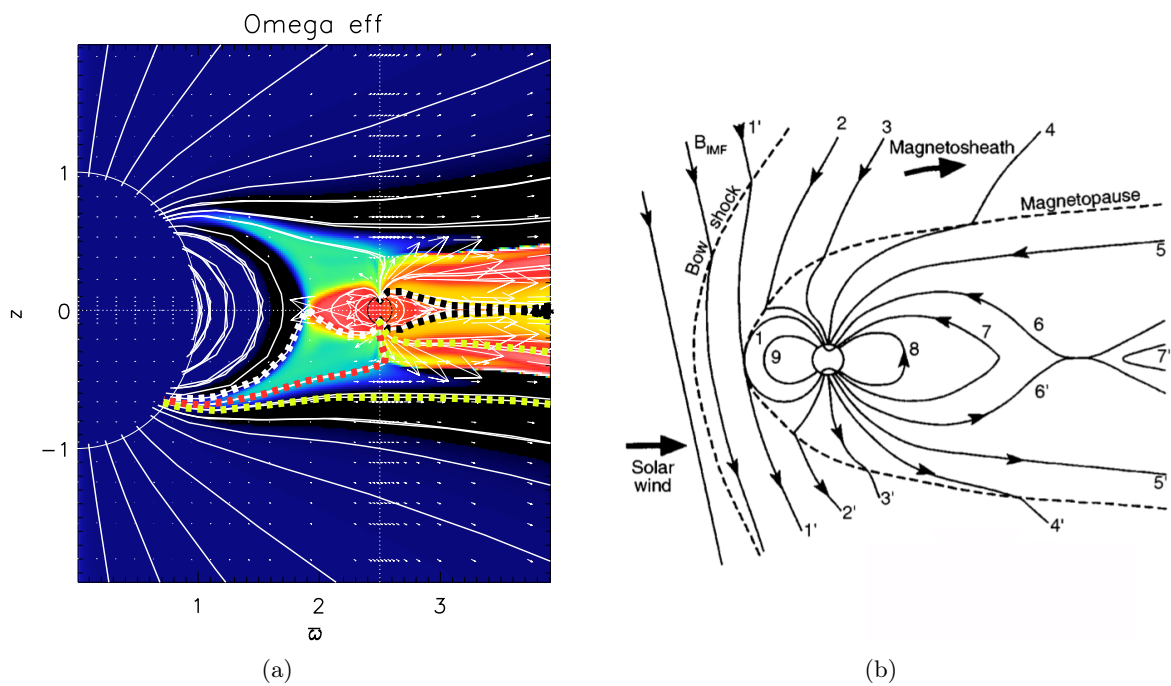 Omega eff
1
0
−1
z
1
2
3
ϖ
(a)
B_IMF
1'
2
3
4
Magnetosheath
Bow shock
Magnetopause
5
6
7
7'
1
9
8
6'
Solar
wind
5'
4'
3'
2'
1'
(b)